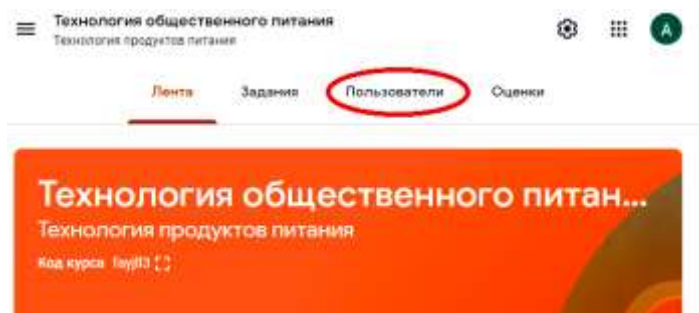 Технология общественного питания
Технология продуктов питания
A
Лента Задания Пользователи Оценки
Технология общественного питан...
Технология продуктов питания
Код курса